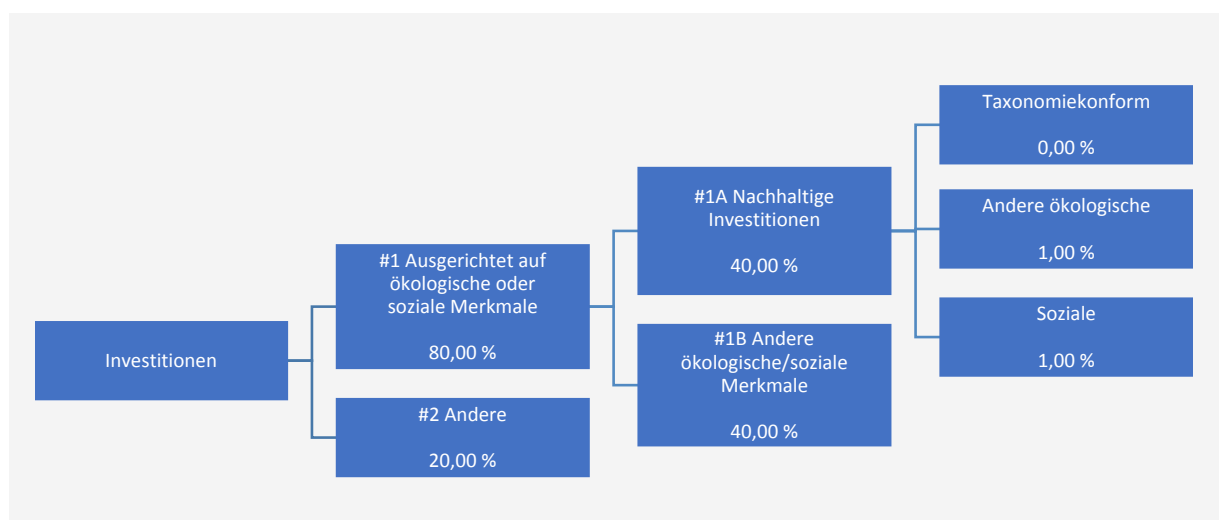 Investitionen
#1 Ausgerichtet auf
ökologische oder
soziale Merkmale
80,00 %
#2 Andere
20,00 %
#1A Nachhaltige
Investitionen
40,00 %
#1B Andere
ökologische/soziale
Merkmale
40,00 %
Taxonomiekonform
0,00 %
Andere ökologische
1,00 %
Soziale
1,00 %